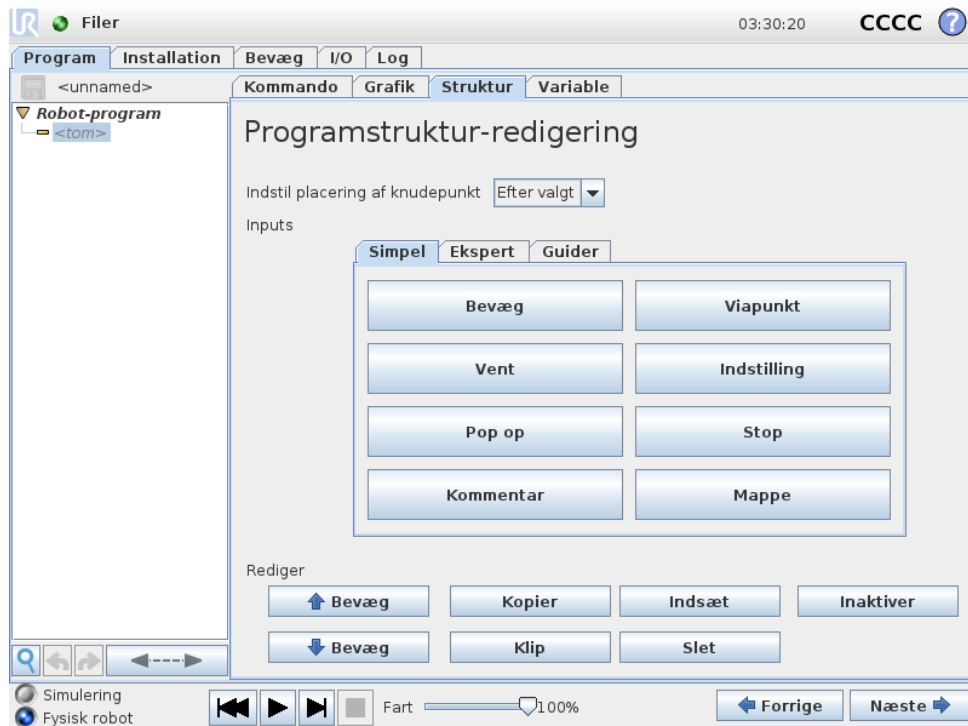 UR Filer 03:30:20 CCCC ?
Program Installation Bevæg I/O Log
<unnamed> Kommando Grafik Struktur Variable
Robot-program
<tom>
Programstruktur-redigering
Indstil placering af knudepunkt Efter valgt
Inputs
Simpel Ekspert Guider
Bevæg Viapunkt
Vent Indstilling
Pop op Stop
Kommentar Mappe
Rediger
Bevæg Kopier Indsæt Inaktiver
Bevæg Klip Slet
Simulering
Fysisk robot
Fart 100% Forrige Næste